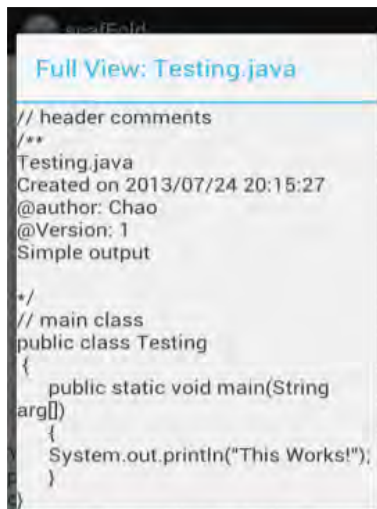 scafFold
Full View: Testing.java
// header comments
/**
Testing.java
Created on 2013/07/24 20:15:27
@author: Chao
@Version: 1
Simple output
*/
// main class
public class Testing
{
public static void main(String
arg[])
{
System.out.println("This Works!");
}
}